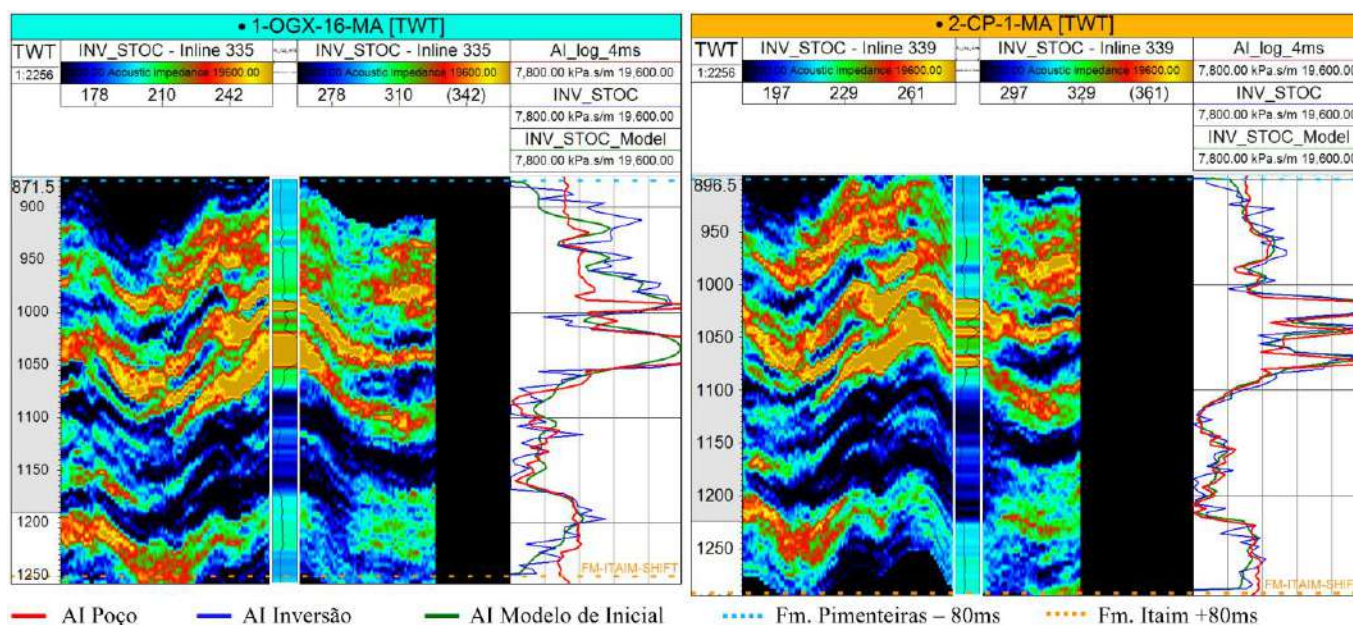 • 1-OGX-16-MA [TWT]
TWT
INV_STOC - Inline 335
INV_STOC - Inline 335
AI_log_4ms
1:2256
.00 Acoustic Impedance 19600.00
.00 Acoustic Impedance 19600.00
7,800.00 kPa.s/m 19,600.00
178 210 242
278 310 (342)
INV_STOC
7,800.00 kPa.s/m 19,600.00
INV_STOC_Model
7,800.00 kPa.s/m 19,600.00
871.5
900
950
1000
1050
1100
1150
1200
1250
FM-ITAIM-SHIFT
• 2-CP-1-MA [TWT]
TWT
INV_STOC - Inline 339
INV_STOC - Inline 339
AI_log_4ms
1:2256
.00 Acoustic Impedance 19600.00
.00 Acoustic Impedance 19600.00
7,800.00 kPa.s/m 19,600.00
197 229 261
297 329 (361)
INV_STOC
7,800.00 kPa.s/m 19,600.00
INV_STOC_Model
7,800.00 kPa.s/m 19,600.00
896.5
950
1000
1050
1100
1150
1200
1250
FM-ITAIM-SHIF
AI Poço AI Inversão AI Modelo de Inicial Fm. Pimenteiras – 80ms Fm. Itaim +80ms